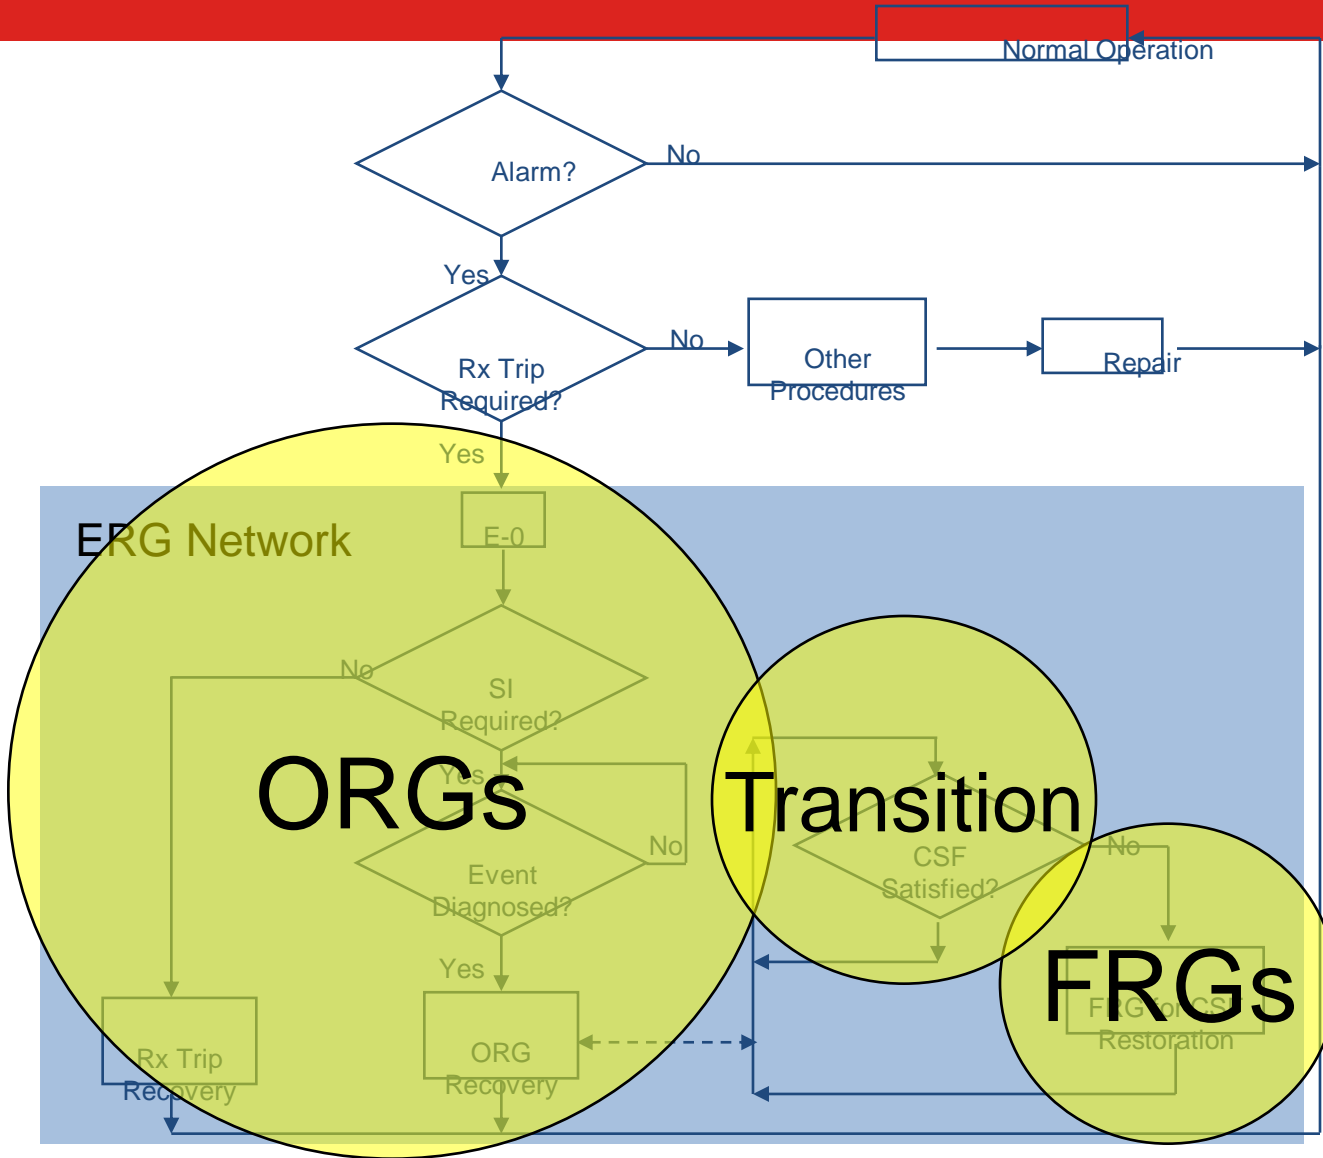 Normal Operation
No
Alarm?
Yes
No
Rx Trip
Required?
Other
Procedures
Repair
Yes
ERG Network
E-0
No
SI
Required?
Yes
ORGs
Transition
No
Event
Diagnosed?
CSF
Satisfied?
No
Yes
FRGs
FRG for CSF
Restoration
Rx Trip
Recovery
ORG
Recovery